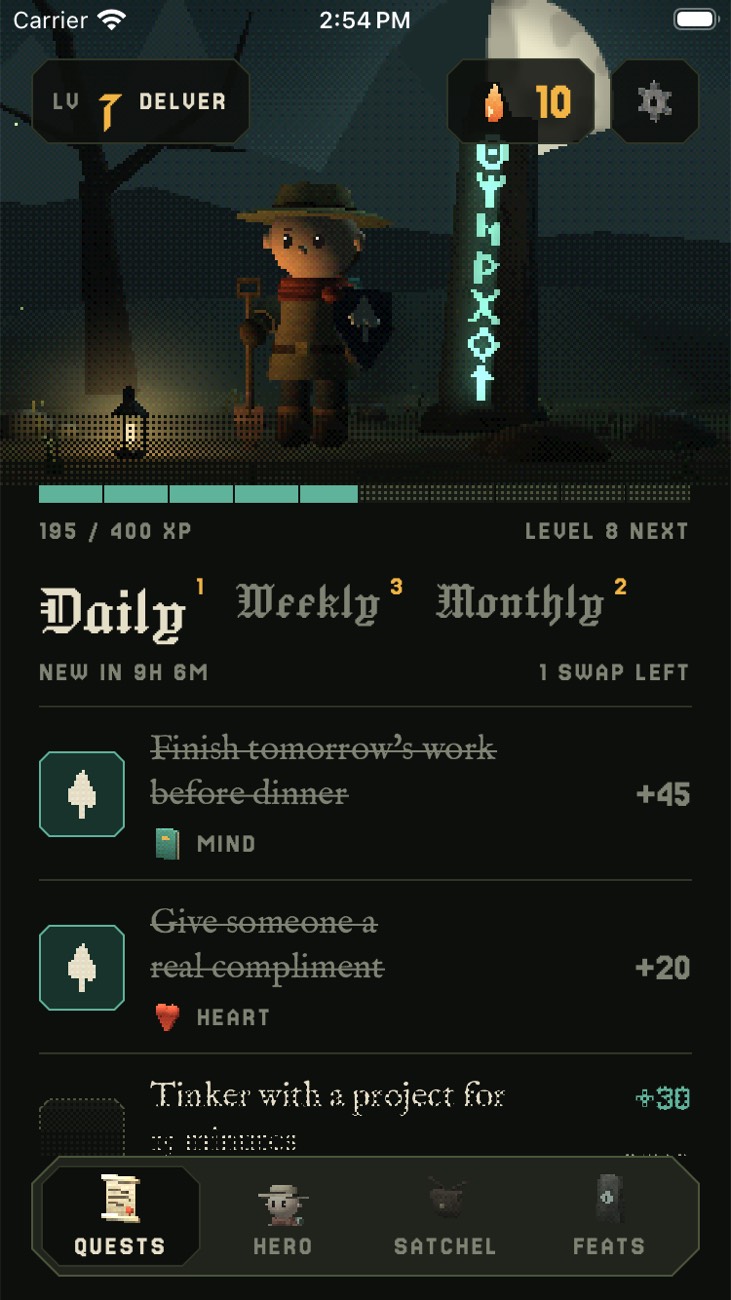 Carrier 2:54 PM
LV 7 DELVER 10
195 / 400 XP LEVEL 8 NEXT
Daily 1 Weekly 3 Monthly 2
NEW IN 9H 6M 1 SWAP LEFT
Finish tomorrow's work
before dinner
+45
MIND
Give someone a
real compliment
+20
HEART
Tinker with a project for
+30
minutes
QUESTS HERO SATCHEL FEATS